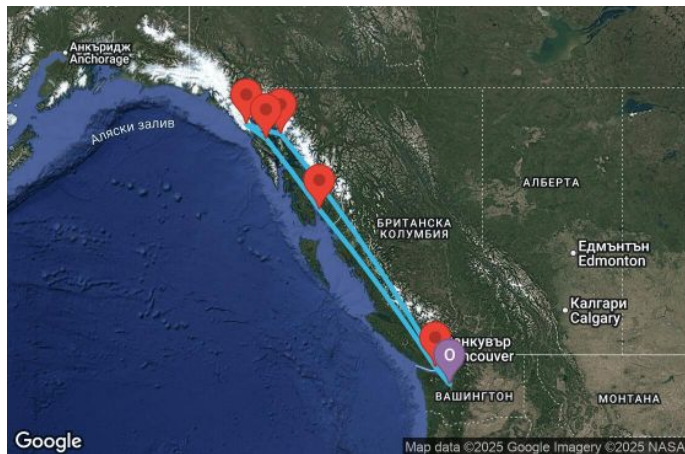 Анкъридж
Anchorage
Аляски залив
АЛБЕРТА
БРИТАНСКА
КОЛУМБИЯ
Едмънтън
Edmonton
Калгари
Calgary
нкувър
ncouver
O
ВАШИНГТОН
МОНТАНА
Google
Map data ©2025 Google Imagery ©2025 NASA